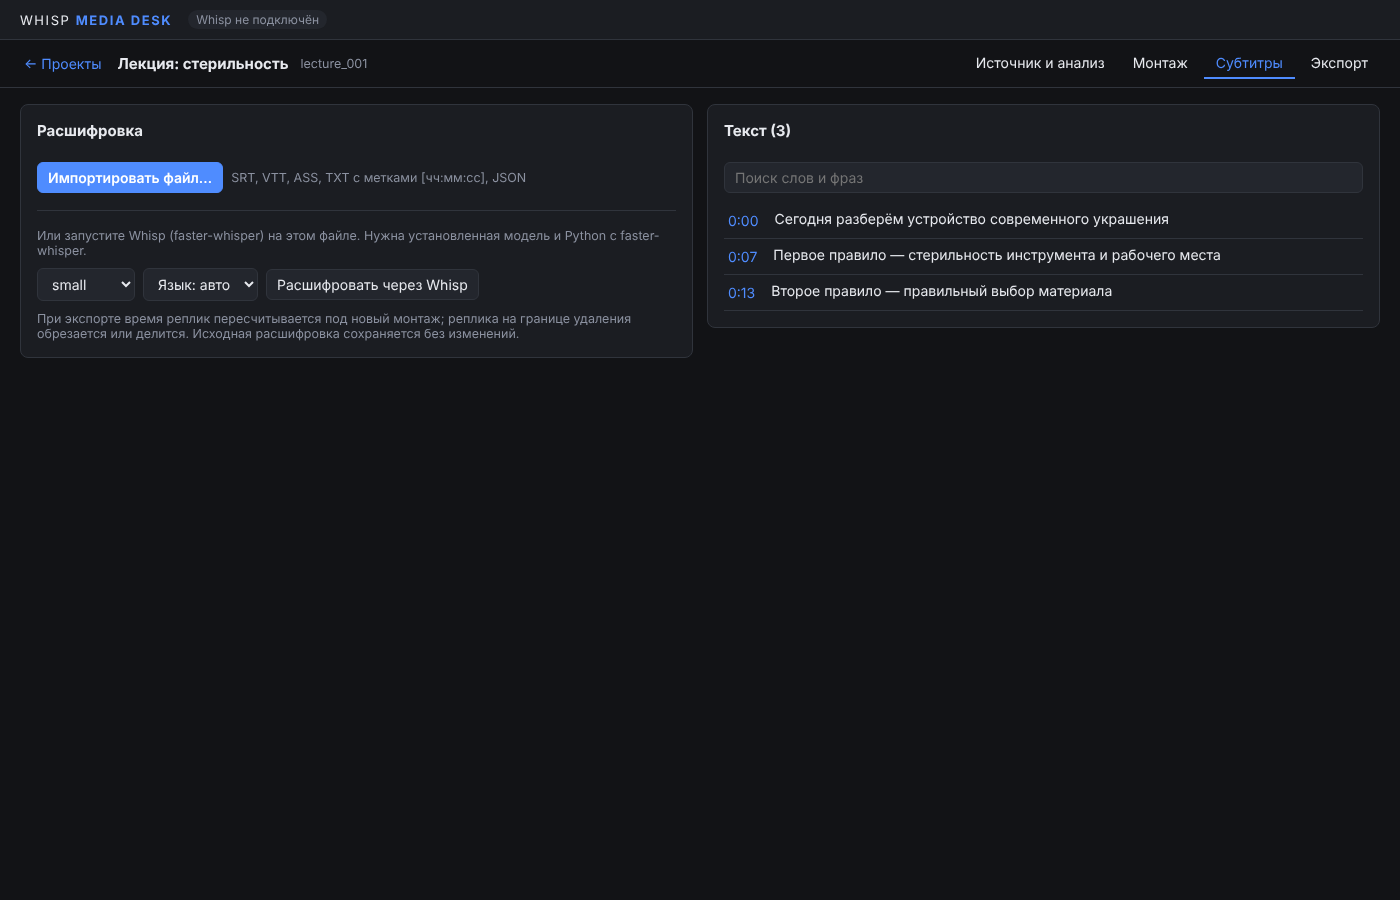 WHISP MEDIA DESK Whisp не подключён
← Проекты Лекция: стерильность lecture_001 Источник и анализ Монтаж Субтитры Экспорт
Расшифровка
Импортировать файл... SRT, VTT, ASS, TXT с метками [чч:мм:сс], JSON
Или запустите Whisp (faster-whisper) на этом файле. Нужна установленная модель и Python с faster-
whisper.
small Язык: авто Расшифровать через Whisp
При экспорте время реплик пересчитывается под новый монтаж; реплика на границе удаления
обрезается или делится. Исходная расшифровка сохраняется без изменений.
Текст (3)
Поиск слов и фраз
0:00 Сегодня разберём устройство современного украшения
0:07 Первое правило — стерильность инструмента и рабочего места
0:13 Второе правило — правильный выбор материала